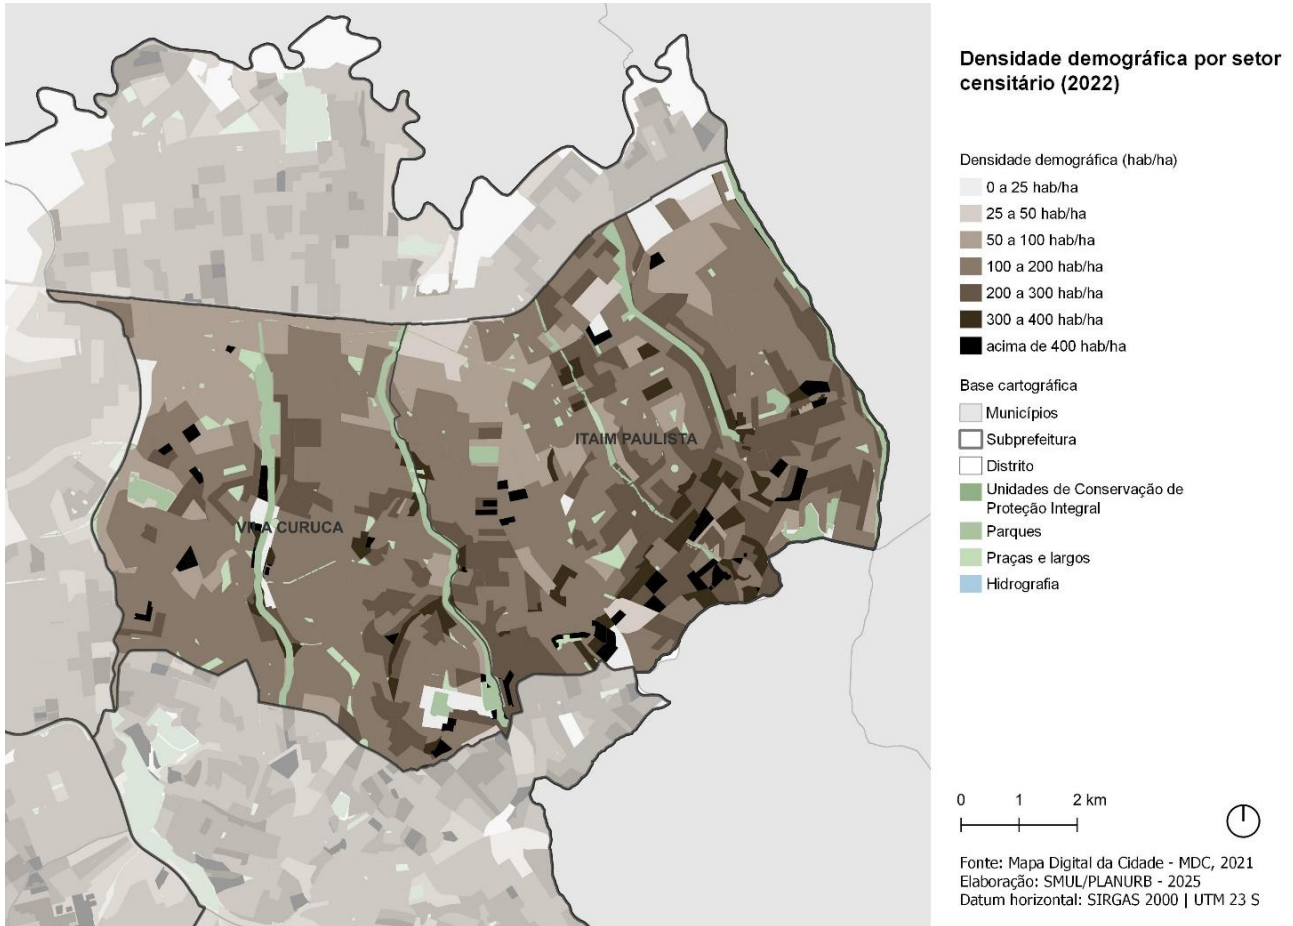 Densidade demográfica por setor
censitário (2022)
Densidade demográfica (hab/ha)
0 a 25 hab/ha
25 a 50 hab/ha
50 a 100 hab/ha
100 a 200 hab/ha
200 a 300 hab/ha
300 a 400 hab/ha
acima de 400 hab/ha
Base cartográfica
Municípios
Subprefeitura
Distrito
Unidades de Conservação de
Proteção Integral
Parques
Praças e largos
Hidrografia
ITAIM PAULISTA
VILA CURUCA
0 1 2 km
Fonte: Mapa Digital da Cidade - MDC, 2021
Elaboração: SMUL/PLANURB - 2025
Datum horizontal: SIRGAS 2000 | UTM 23 S